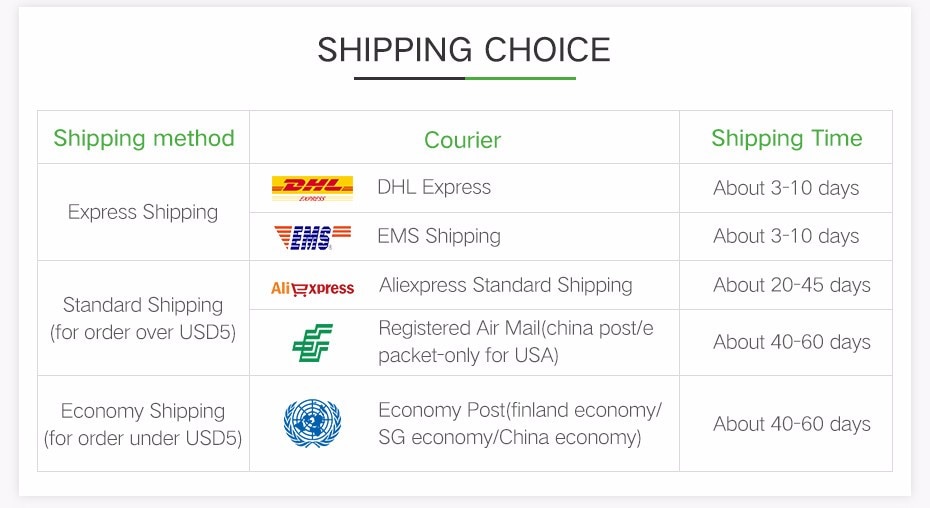 SHIPPING CHOICE
Shipping method
Courier
Shipping Time
Express Shipping
DHL
EXPRESS
DHL Express
About 3-10 days
EMS
EMS Shipping
About 3-10 days
Standard Shipping
(for order over USD5)
AliExpress
Aliexpress Standard Shipping
About 20-45 days
Registered Air Mail(china post/e
packet-only for USA)
About 40-60 days
Economy Shipping
(for order under USD5)
Economy Post(finland economy/
SG economy/China economy)
About 40-60 days